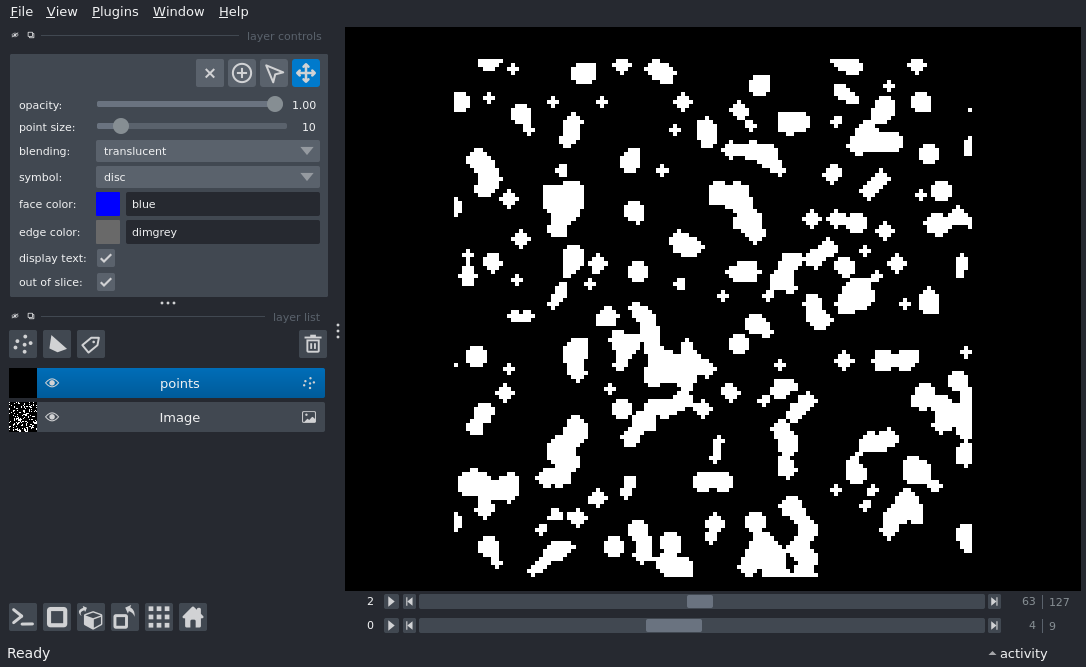 File View Plugins Window Help
layer controls
opacity: 1.00
point size: 10
blending: translucent
symbol: disc
face color: blue
edge color: dimgrey
display text:
out of slice:
layer list
points
Image
2 63 127
0 4 9
Ready activity